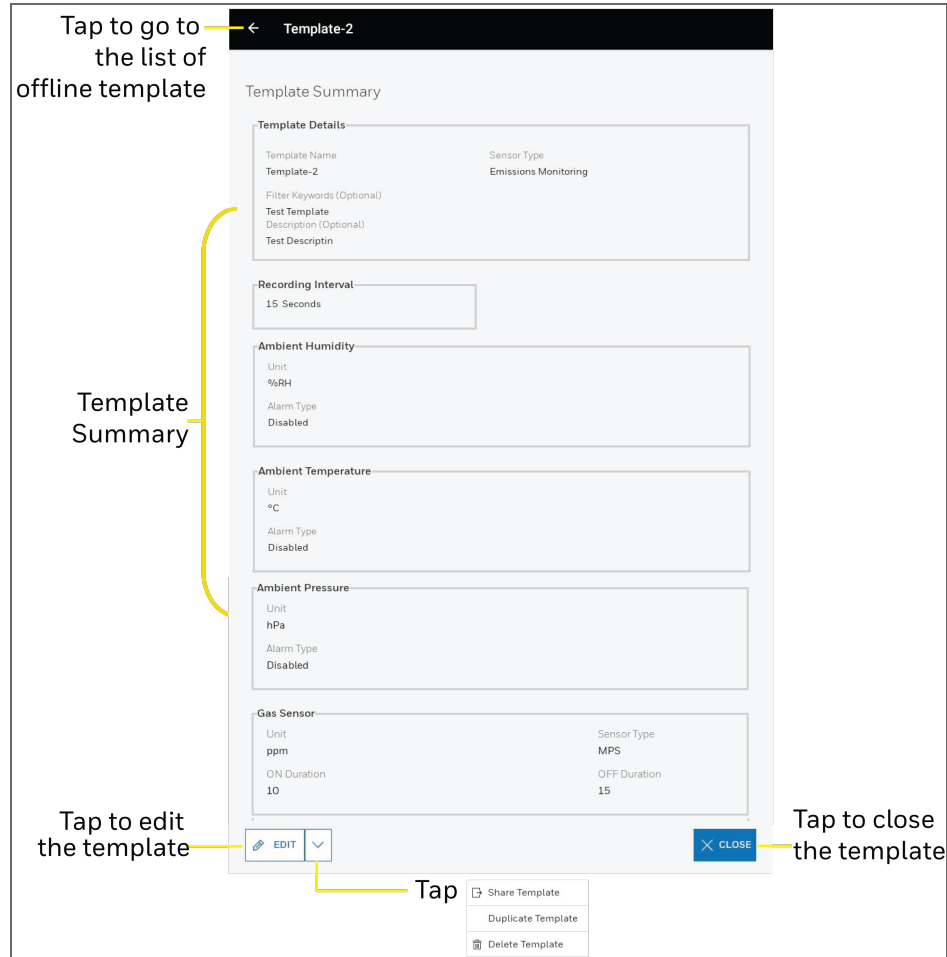 Tap to go to
the list of
offline template
Template-2
Template Summary
Template Details
Template Name
Sensor Type
Template-2
Emissions Monitoring
Filter Keywords (Optional)
Test Template
Description (Optional)
Test Descriptin
Recording Interval
15 Seconds
Ambient Humidity
Unit
%RH
Alarm Type
Disabled
Template
Summary
Ambient Temperature
Unit
°C
Alarm Type
Disabled
Ambient Pressure
Unit
hPa
Alarm Type
Disabled
Gas Sensor
Unit
Sensor Type
ppm
MPS
ON Duration
OFF Duration
10
15
Tap to edit
the template
EDIT
CLOSE
Tap to close
the template
Tap
Share Template
Duplicate Template
Delete Template